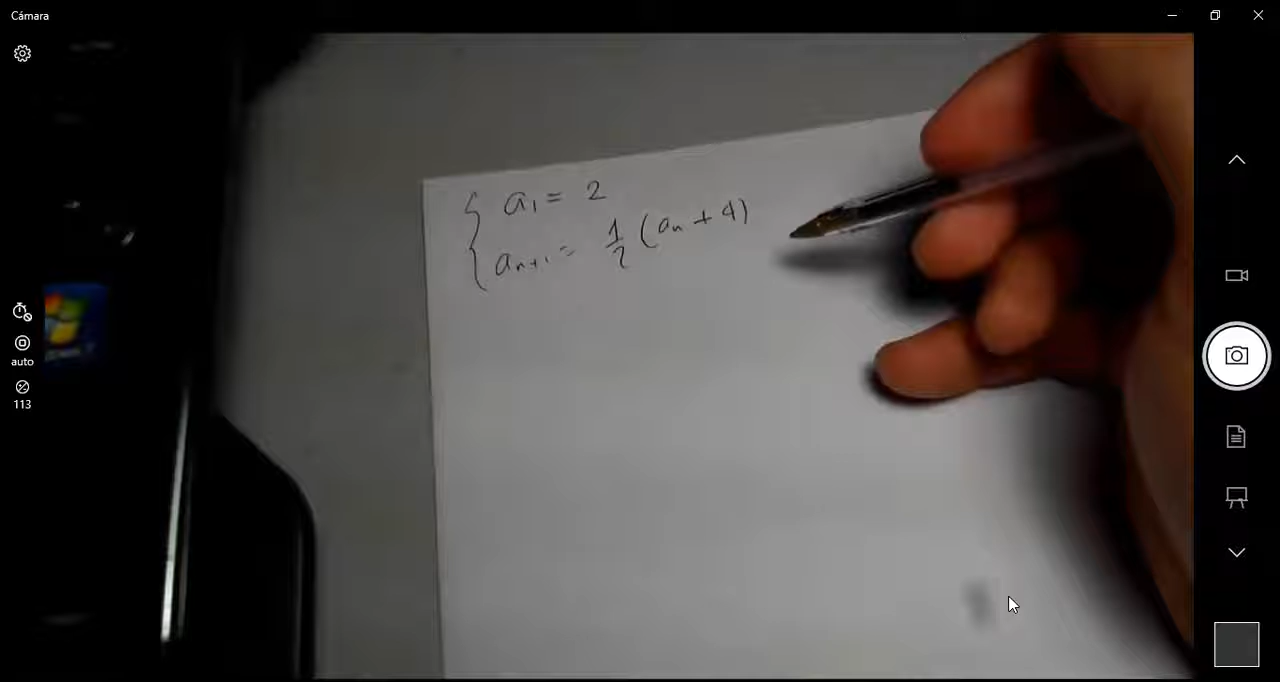 Cámara
auto
113
{ a₁ = 2
aₙ₊₁ = 1/2 (aₙ + 4)